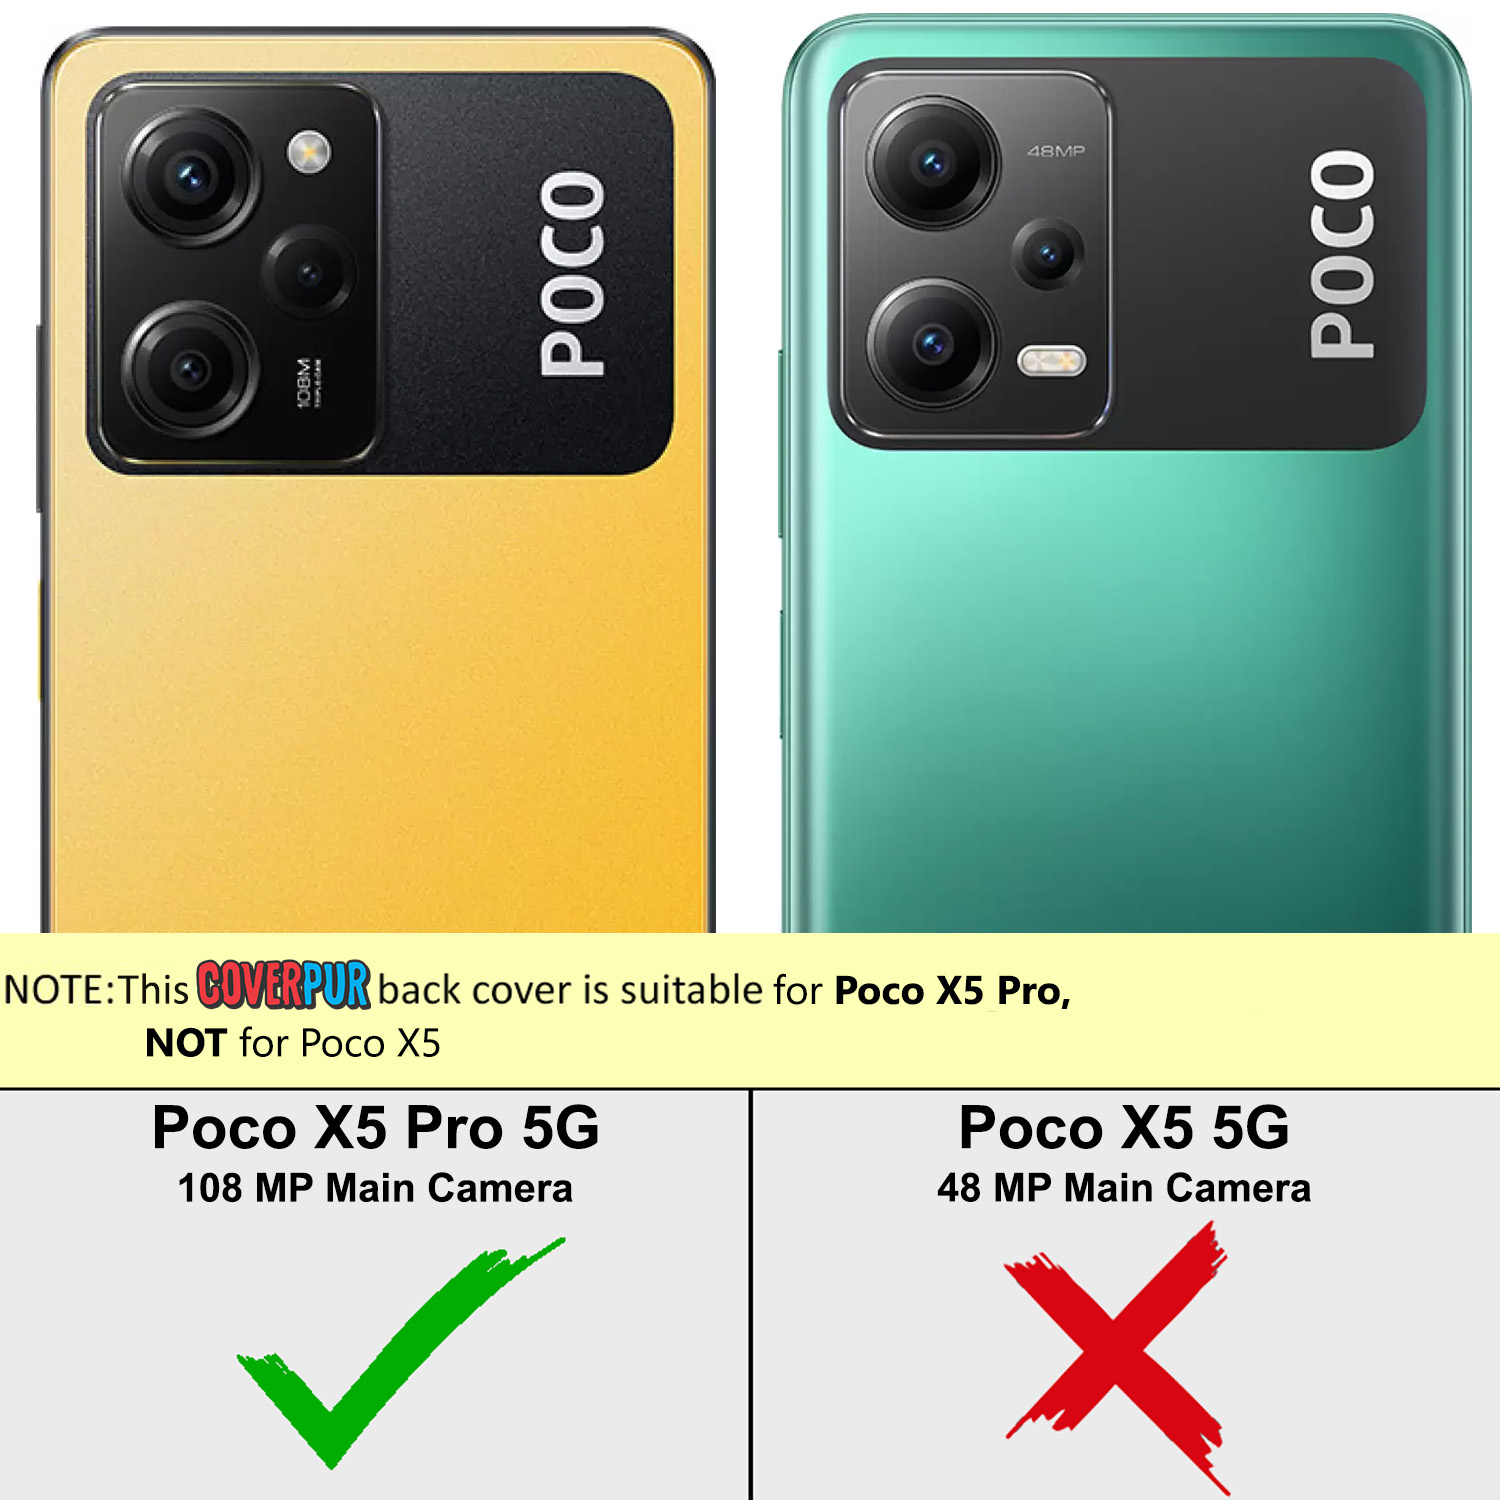 POCO
108M
48MP
POCO
NOTE:This COVERPUR back cover is suitable for Poco X5 Pro,
NOT for Poco X5
Poco X5 Pro 5G
108 MP Main Camera
Poco X5 5G
48 MP Main Camera